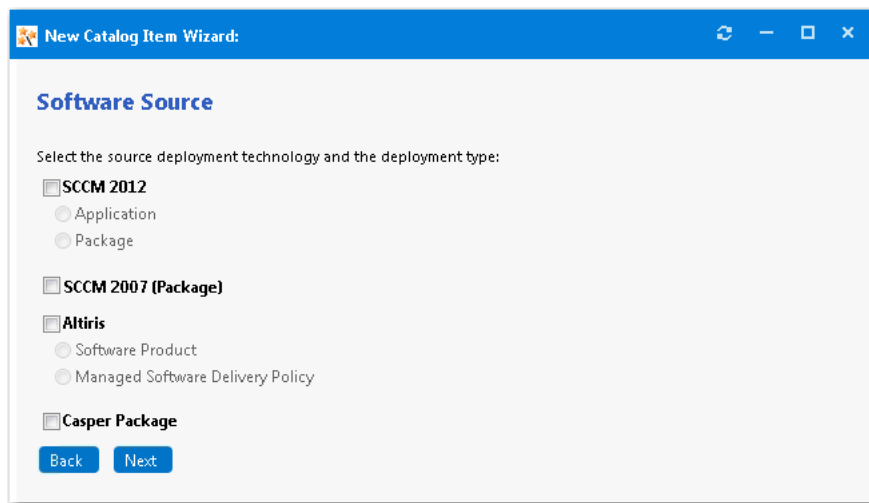 New Catalog Item Wizard:
Software Source
Select the source deployment technology and the deployment type:
SCCM 2012
Application
Package
SCCM 2007 (Package)
Altiris
Software Product
Managed Software Delivery Policy
Casper Package
Back Next